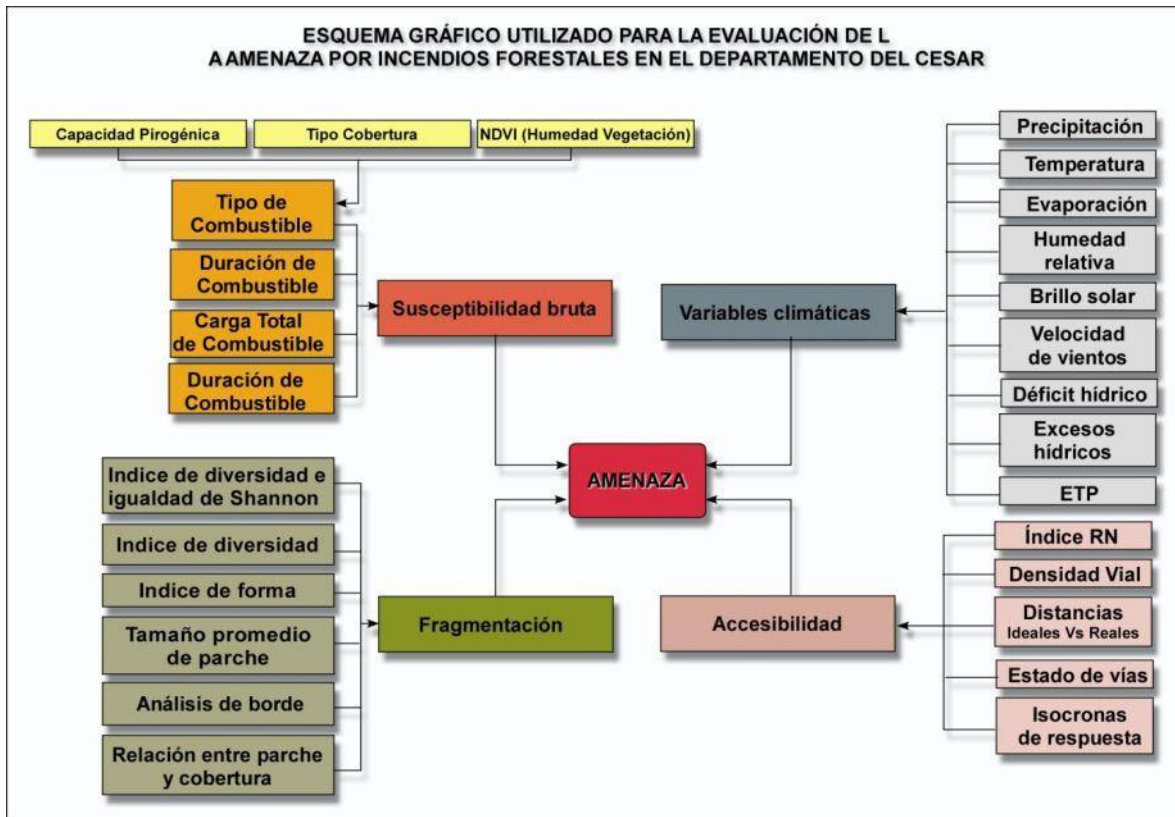 ESQUEMA GRÁFICO UTILIZADO PARA LA EVALUACIÓN DE L
A AMENAZA POR INCENDIOS FORESTALES EN EL DEPARTAMENTO DEL CESAR
Capacidad Pirogénica
Tipo Cobertura
NDVI (Humedad Vegetación)
Tipo de
Combustible
Duración de
Combustible
Carga Total
de Combustible
Duración de
Combustible
Susceptibilidad bruta
Variables climáticas
Precipitación
Temperatura
Evaporación
Humedad
relativa
Brillo solar
Velocidad
de vientos
Déficit hídrico
Excesos
hídricos
ETP
AMENAZA
Indice de diversidad e
igualdad de Shannon
Indice de diversidad
Indice de forma
Tamaño promedio
de parche
Análisis de borde
Relación entre parche
y cobertura
Fragmentación
Accesibilidad
Índice RN
Densidad Vial
Distancias
Ideales Vs Reales
Estado de vías
Isocronas
de respuesta